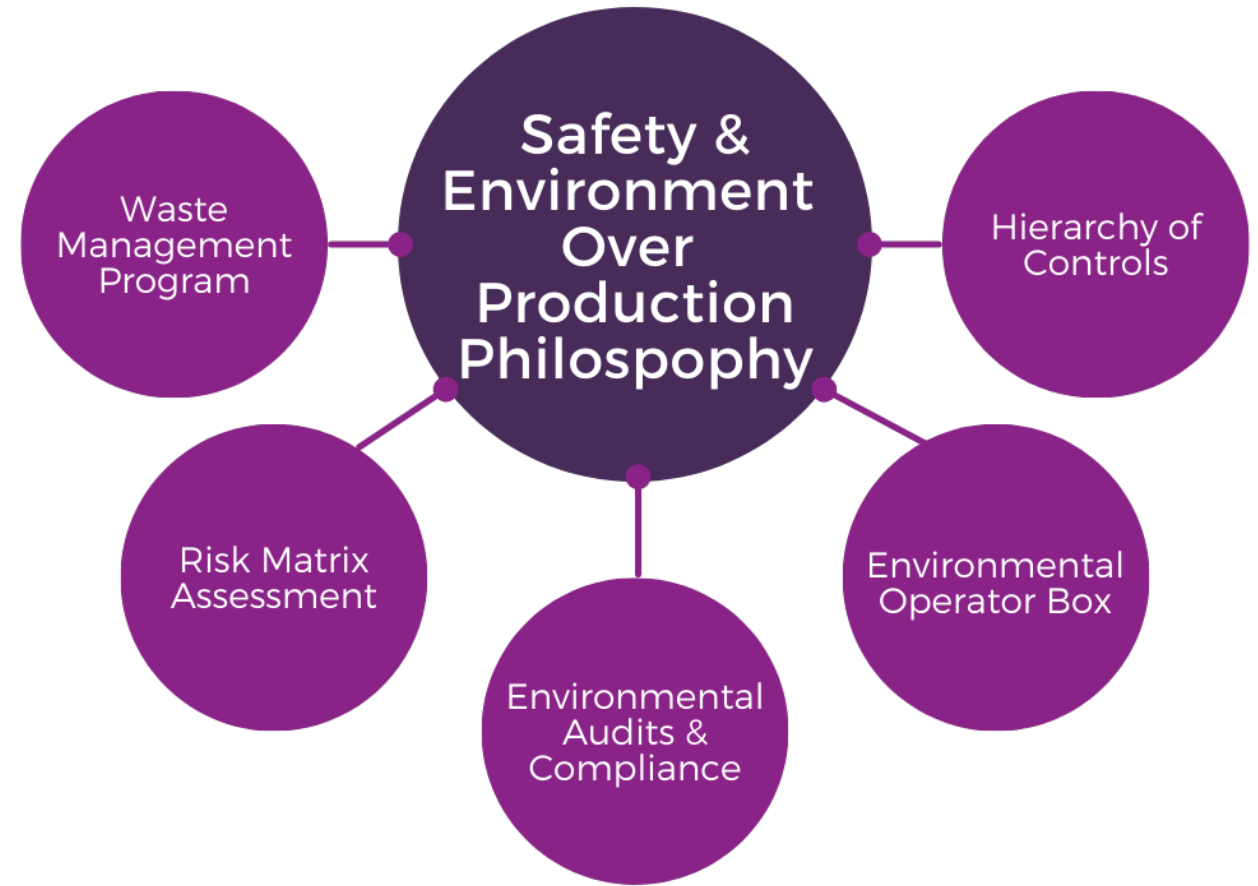 Safety &
Environment
Over
Production
Philospophy
Waste
Management
Program
Hierarchy of
Controls
Risk Matrix
Assessment
Environmental
Operator Box
Environmental
Audits &
Compliance